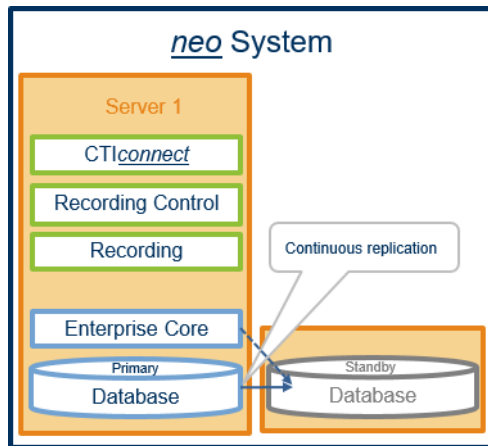 neo System
Server 1
CTIconnect
Recording Control
Recording
Continuous replication
Enterprise Core
Primary
Database
Standby
Database